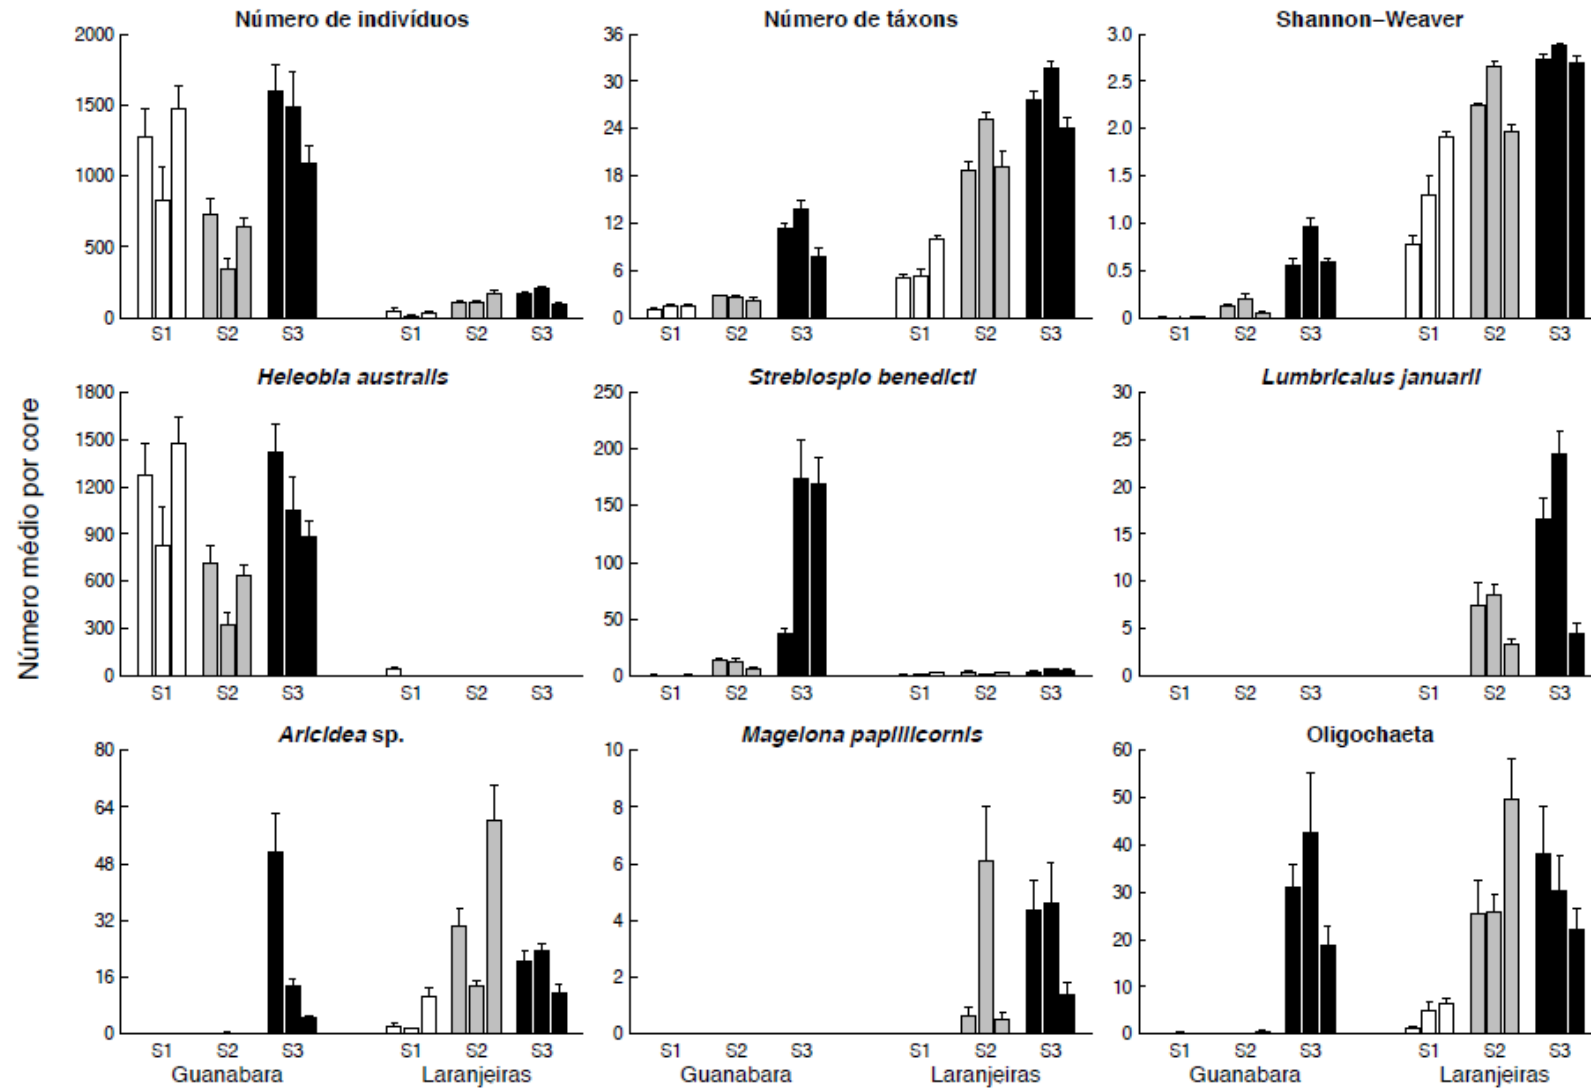 Número de indivíduos
Número de táxons
Shannon–Weaver
2000
1500
1000
500
0
S1 S2 S3 S1 S2 S3
36
30
24
18
12
6
0
S1 S2 S3 S1 S2 S3
3.0
2.5
2.0
1.5
1.0
0.5
0
S1 S2 S3 S1 S2 S3
Número médio por core
Heleobia australis
Streblospio benedicti
Lumbricalus januarii
1800
1500
1200
900
600
300
0
S1 S2 S3 S1 S2 S3
250
200
150
100
50
0
S1 S2 S3 S1 S2 S3
30
25
20
15
10
5
0
S1 S2 S3 S1 S2 S3
Aricidea sp.
Magelona papillicornis
Oligochaeta
80
64
48
32
16
0
S1 S2 S3 S1 S2 S3
Guanabara Laranjeiras
10
8
6
4
2
0
S1 S2 S3 S1 S2 S3
Guanabara Laranjeiras
60
50
40
30
20
10
0
S1 S2 S3 S1 S2 S3
Guanabara Laranjeiras